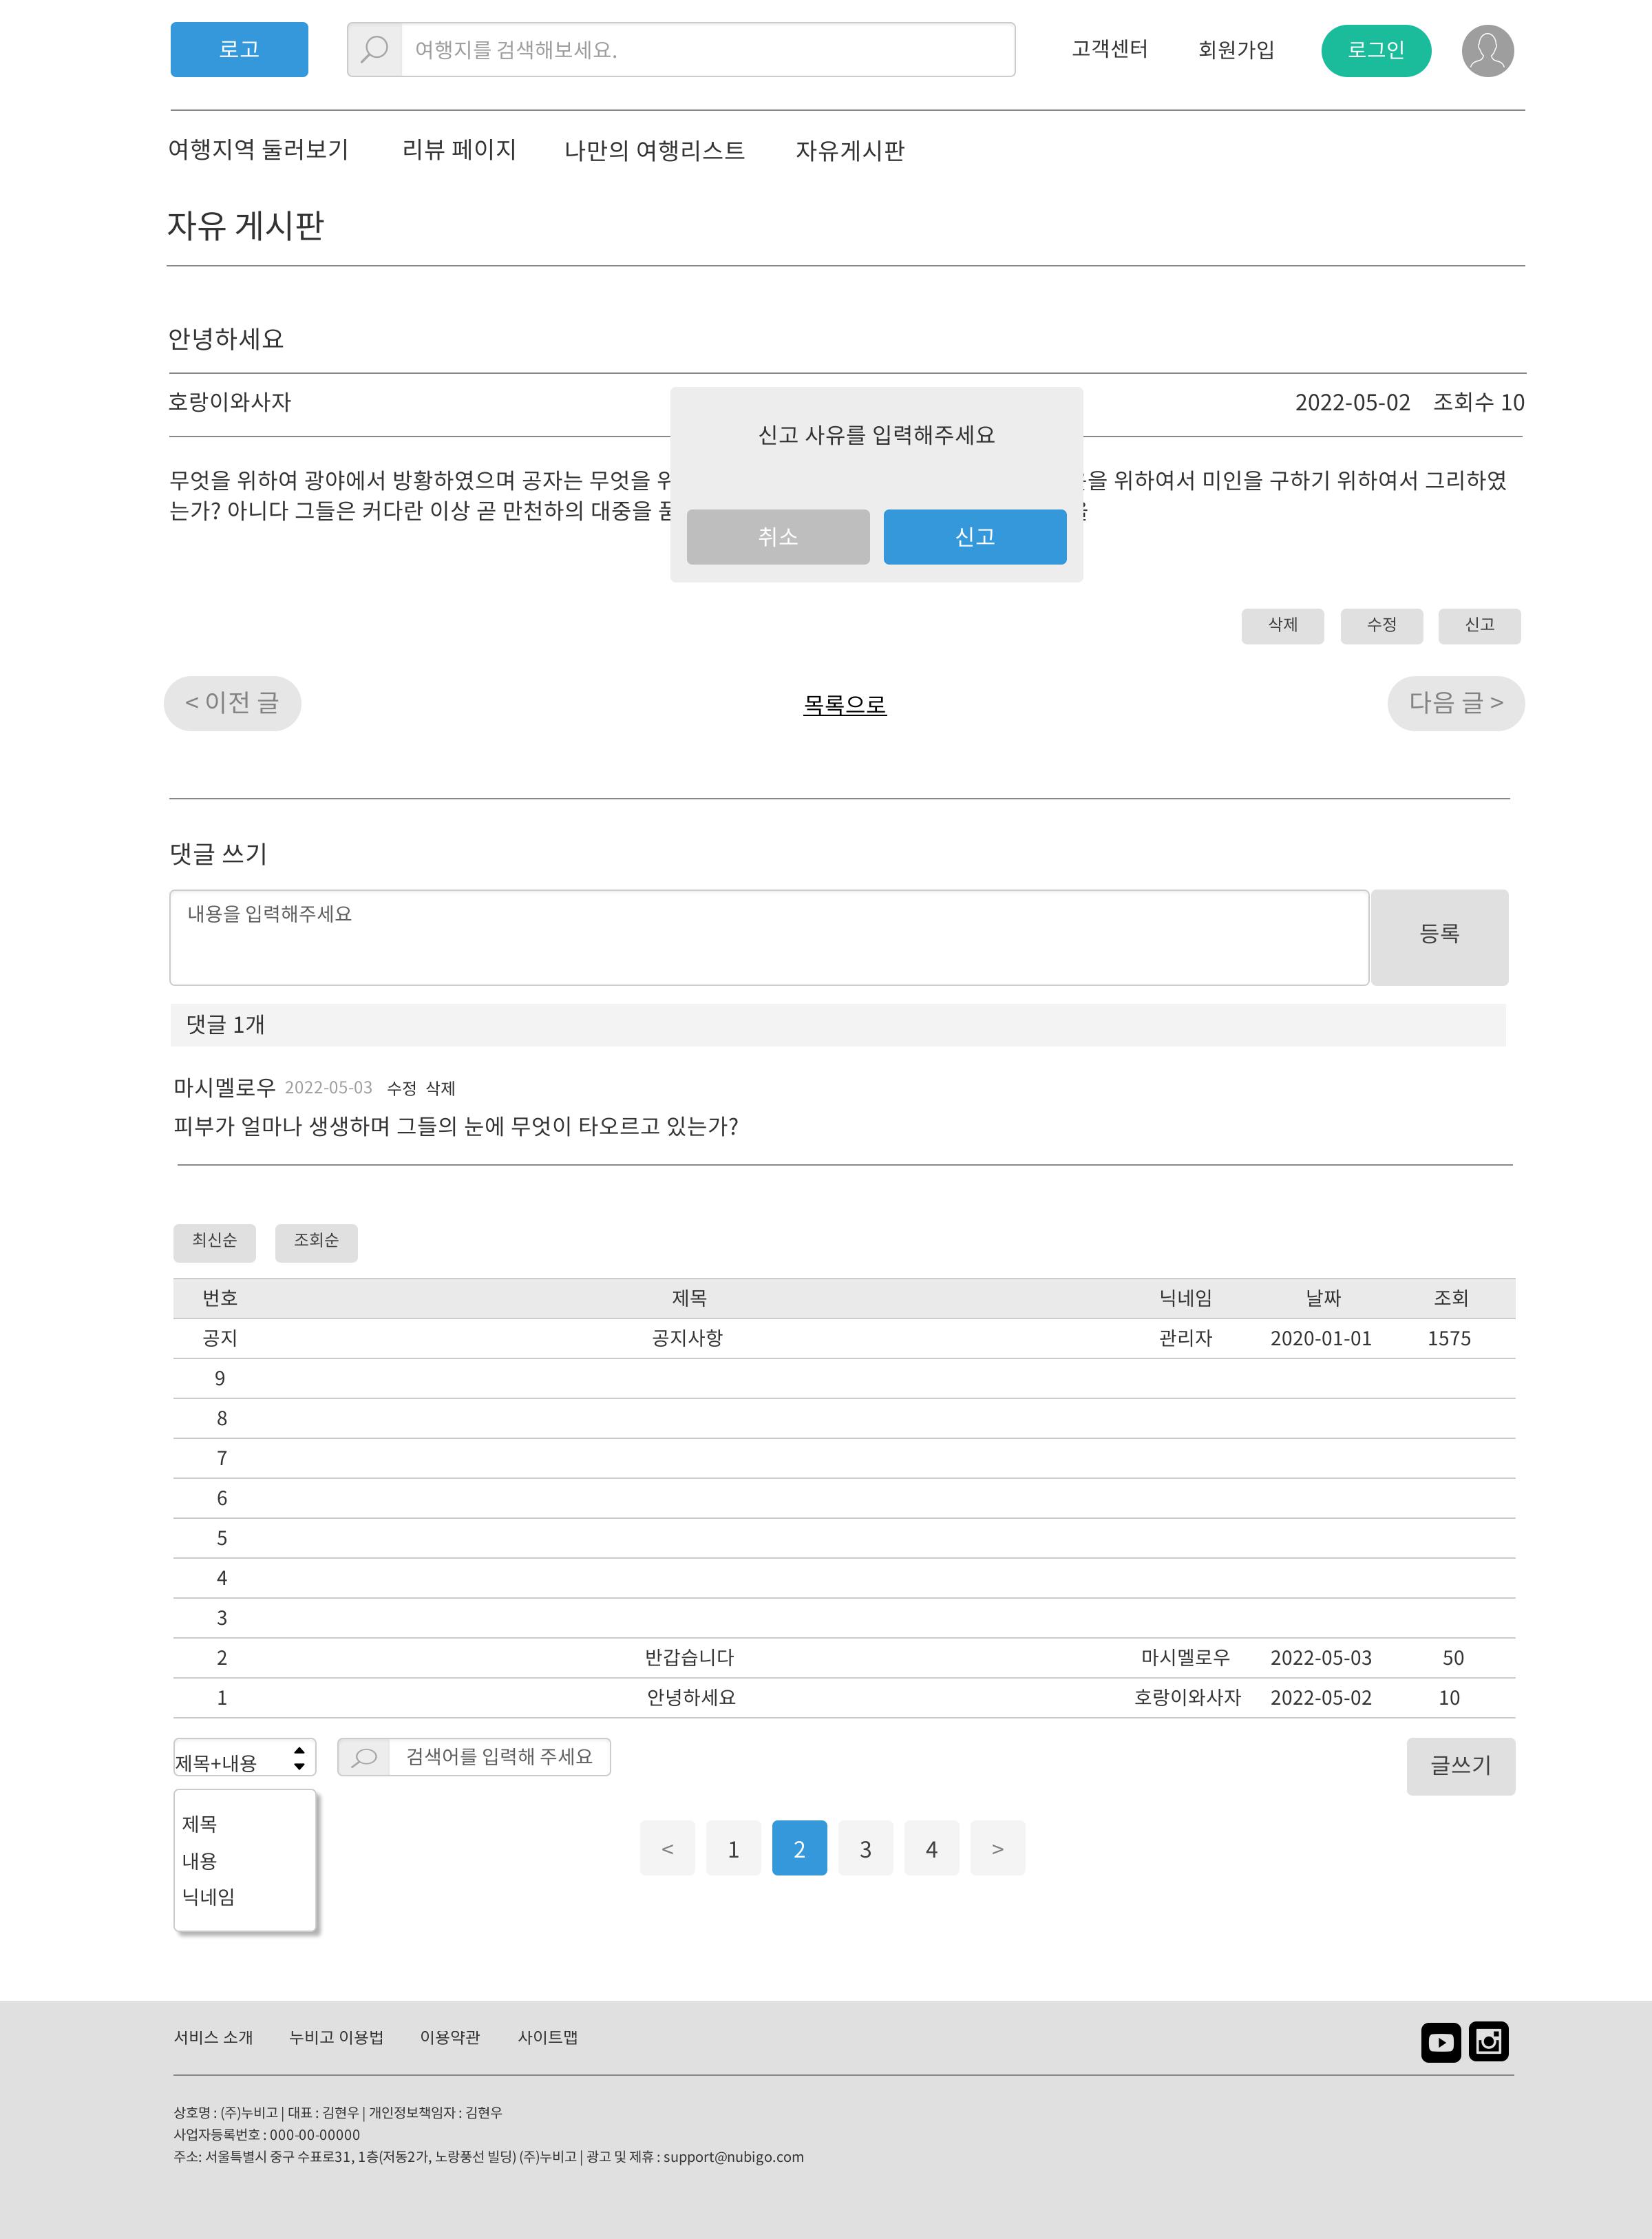 로고
여행지를 검색해보세요.
고객센터
회원가입
로그인
여행지역 둘러보기
리뷰 페이지
나만의 여행리스트
자유게시판
자유 게시판
안녕하세요
호랑이와사자
2022-05-02 조회수 10
신고 사유를 입력해주세요
무엇을 위하여 광야에서 방황하였으며 공자는 무엇을
위하여서 미인을 구하기 위하여서 그리하였
는가? 아니다 그들은 커다란 이상 곧 만천하의 대중을
취소
신고
삭제
수정
신고
< 이전 글
목록으로
다음 글 >
댓글 쓰기
내용을 입력해주세요
등록
댓글 1개
마시멜로우 2022-05-03 수정 삭제
피부가 얼마나 생생하며 그들의 눈에 무엇이 타오르고 있는가?
최신순
조회순
번호 제목 닉네임 날짜 조회
공지 공지사항 관리자 2020-01-01 1575
9
8
7
6
5
4
3
2 반갑습니다 마시멜로우 2022-05-03 50
1 안녕하세요 호랑이와사자 2022-05-02 10
제목+내용
검색어를 입력해 주세요
글쓰기
제목
내용
닉네임
< 1 2 3 4 >
서비스 소개
누비고 이용법
이용약관
사이트맵
상호명 : (주)누비고 | 대표 : 김현우 | 개인정보책임자 : 김현우
사업자등록번호 : 000-00-00000
주소: 서울특별시 중구 수표로31, 1층(저동2가, 노랑풍선 빌딩) (주)누비고 | 광고 및 제휴 : support@nubigo.com